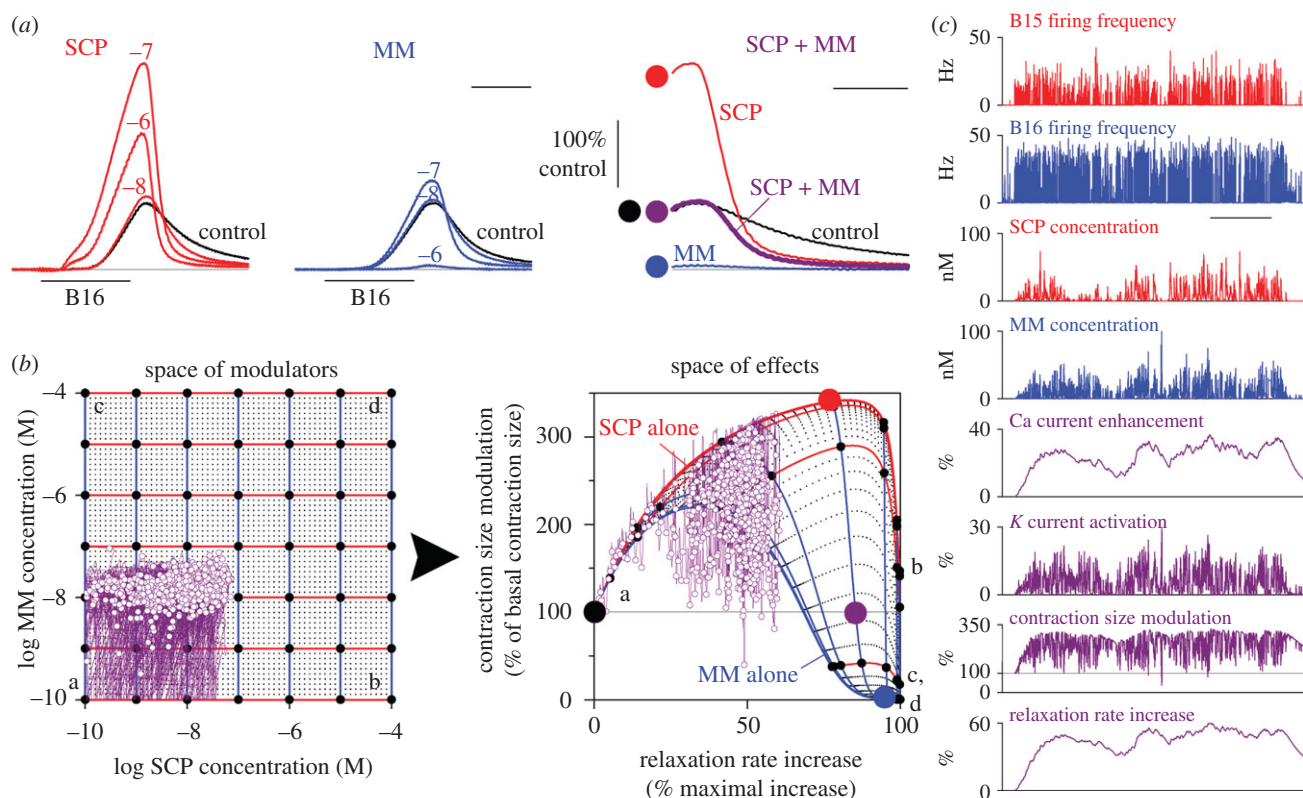 (a)
SCP
−7
−6
−8
control
B16
MM
−7
−8
control
−6
B16
SCP + MM
100%
control
SCP
SCP + MM
control
MM
(b)
space of modulators
log MM concentration (M)
−4
−6
−8
−10
c
d
a
b
−10
−8
−6
−4
log SCP concentration (M)
space of effects
contraction size modulation
(% of basal contraction size)
300
200
100
0
SCP alone
a
b
MM alone
c,
d
0
50
100
relaxation rate increase
(% maximal increase)
(c)
B15 firing frequency
50
Hz
0
B16 firing frequency
50
Hz
0
SCP concentration
100
nM
0
MM concentration
100
nM
0
Ca current enhancement
40
%
0
K current activation
30
%
0
contraction size modulation
350
%
100
0
relaxation rate increase
60
%
0